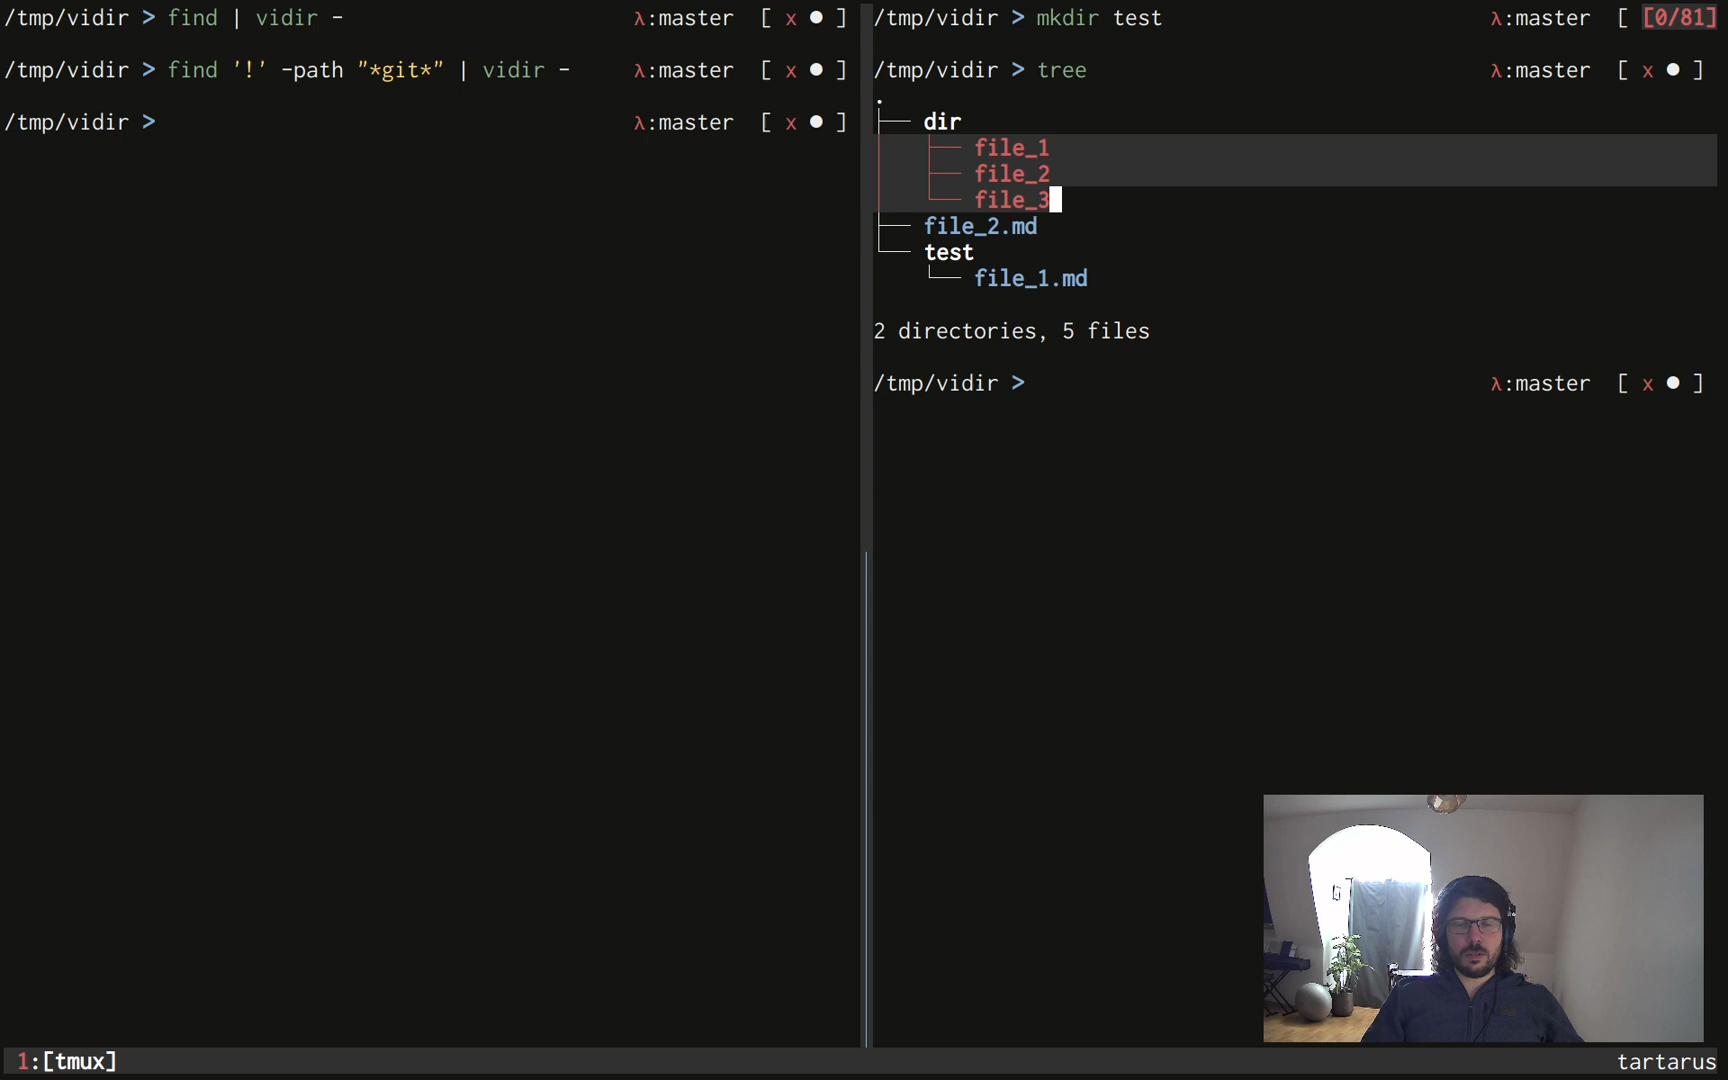 /tmp/vidir > find | vidir - λ:master [ x ● ]
/tmp/vidir > find '!' -path "*git*" | vidir - λ:master [ x ● ]
/tmp/vidir > λ:master [ x ● ]
/tmp/vidir > mkdir test λ:master [ [0/81]
/tmp/vidir > tree λ:master [ x ● ]
.
├── dir
│   ├── file_1
│   ├── file_2
│   └── file_3
├── file_2.md
└── test
    └── file_1.md
2 directories, 5 files
/tmp/vidir > λ:master [ x ● ]
1:[tmux] tartarus